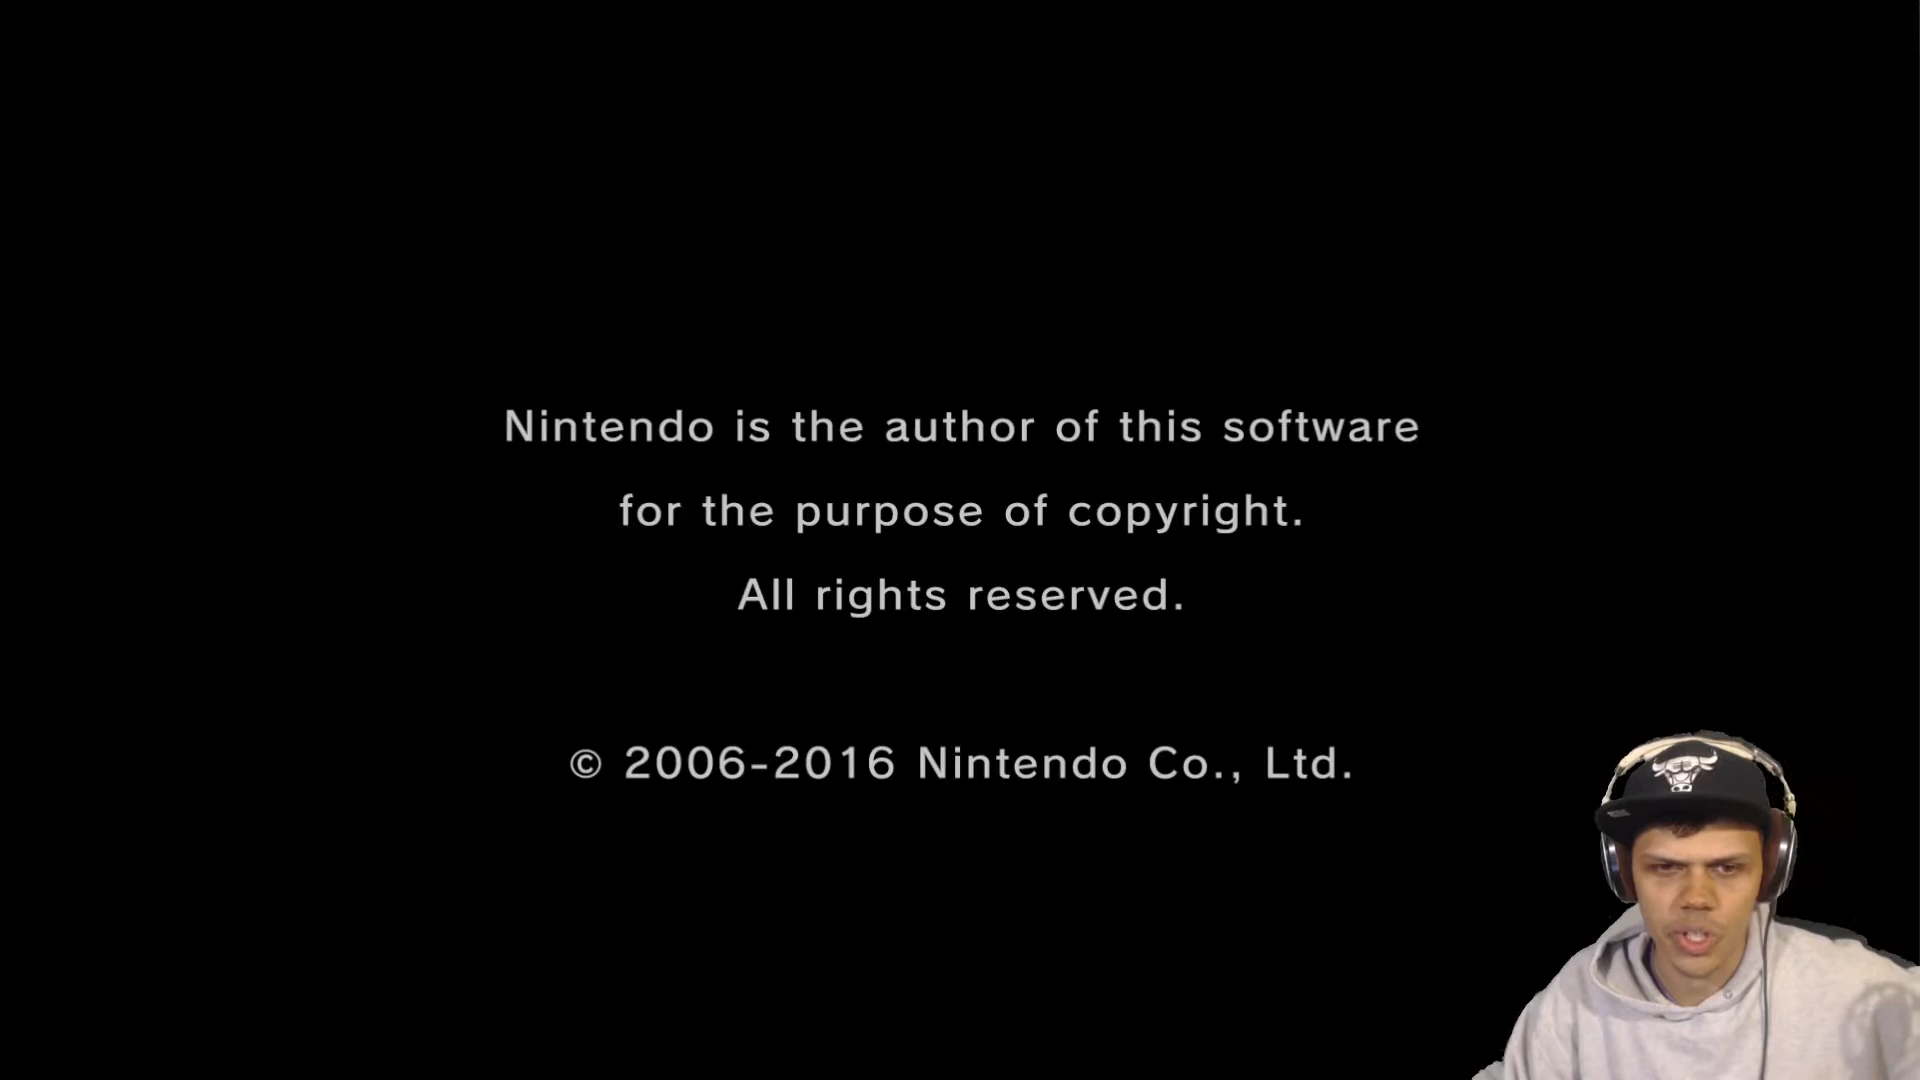 Nintendo is the author of this software
for the purpose of copyright.
All rights reserved.
© 2006-2016 Nintendo Co., Ltd.